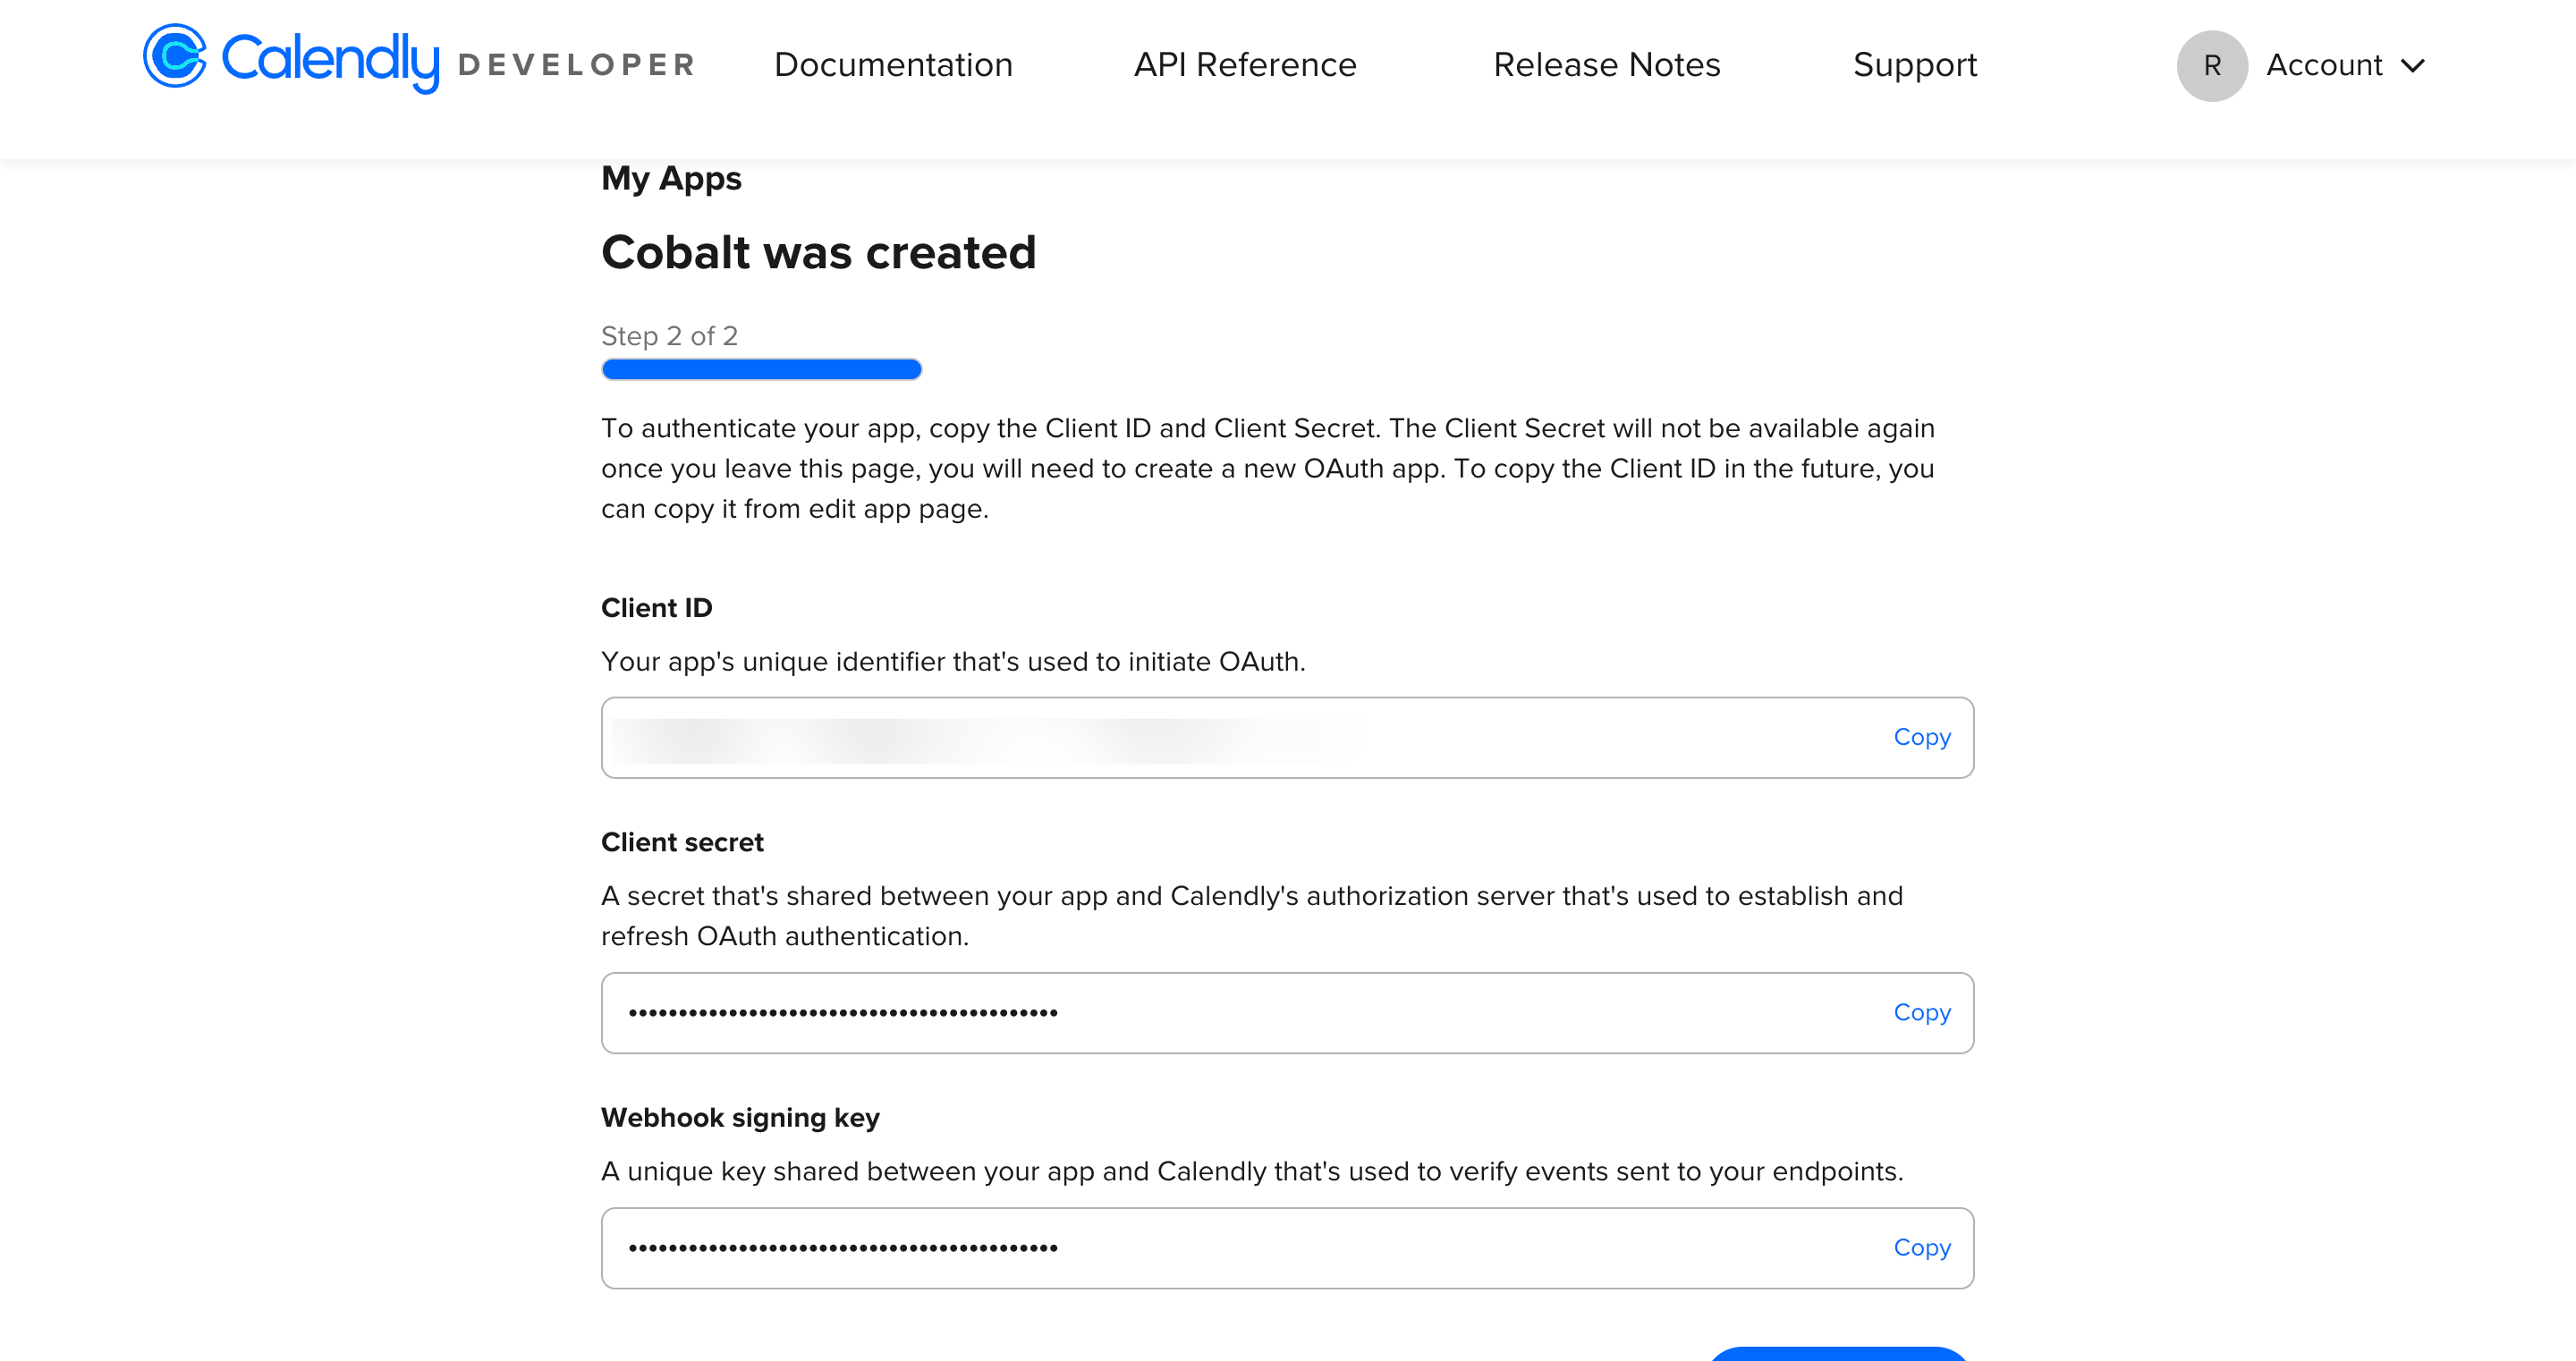 Calendly DEVELOPER Documentation API Reference Release Notes Support R Account
My Apps
Cobalt was created
Step 2 of 2
To authenticate your app, copy the Client ID and Client Secret. The Client Secret will not be available again
once you leave this page, you will need to create a new OAuth app. To copy the Client ID in the future, you
can copy it from edit app page.
Client ID
Your app's unique identifier that's used to initiate OAuth.
Copy
Client secret
A secret that's shared between your app and Calendly's authorization server that's used to establish and
refresh OAuth authentication.
Copy
Webhook signing key
A unique key shared between your app and Calendly that's used to verify events sent to your endpoints.
Copy